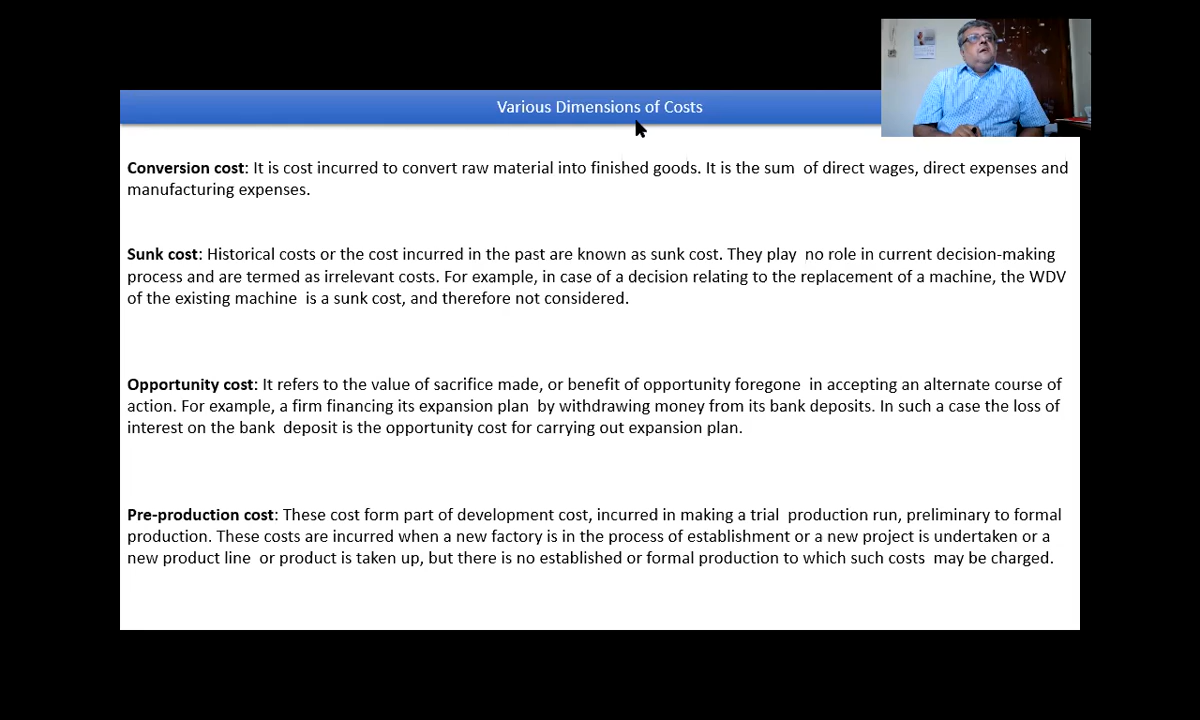 Various Dimensions of Costs
Conversion cost: It is cost incurred to convert raw material into finished goods. It is the sum of direct wages, direct expenses and
manufacturing expenses.
Sunk cost: Historical costs or the cost incurred in the past are known as sunk cost. They play no role in current decision-making
process and are termed as irrelevant costs. For example, in case of a decision relating to the replacement of a machine, the WDV
of the existing machine is a sunk cost, and therefore not considered.
Opportunity cost: It refers to the value of sacrifice made, or benefit of opportunity foregone in accepting an alternate course of
action. For example, a firm financing its expansion plan by withdrawing money from its bank deposits. In such a case the loss of
interest on the bank deposit is the opportunity cost for carrying out expansion plan.
Pre-production cost: These cost form part of development cost, incurred in making a trial production run, preliminary to formal
production. These costs are incurred when a new factory is in the process of establishment or a new project is undertaken or a
new product line or product is taken up, but there is no established or formal production to which such costs may be charged.